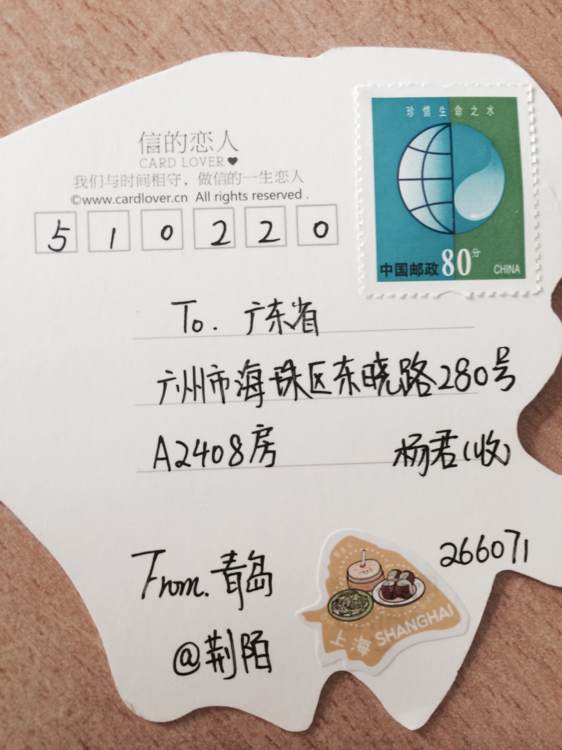 珍惜生命之水
中国邮政80分 CHINA
信的恋人
CARD LOVER♥
我们与时间相守，做信的一生恋人
©www.cardlover.cn All rights reserved .
510220
To. 广东省
广州市海珠区东晓路280号
A2408房 杨君(收)
From. 青岛
266071
@荆陌
上海 SHANGHAI